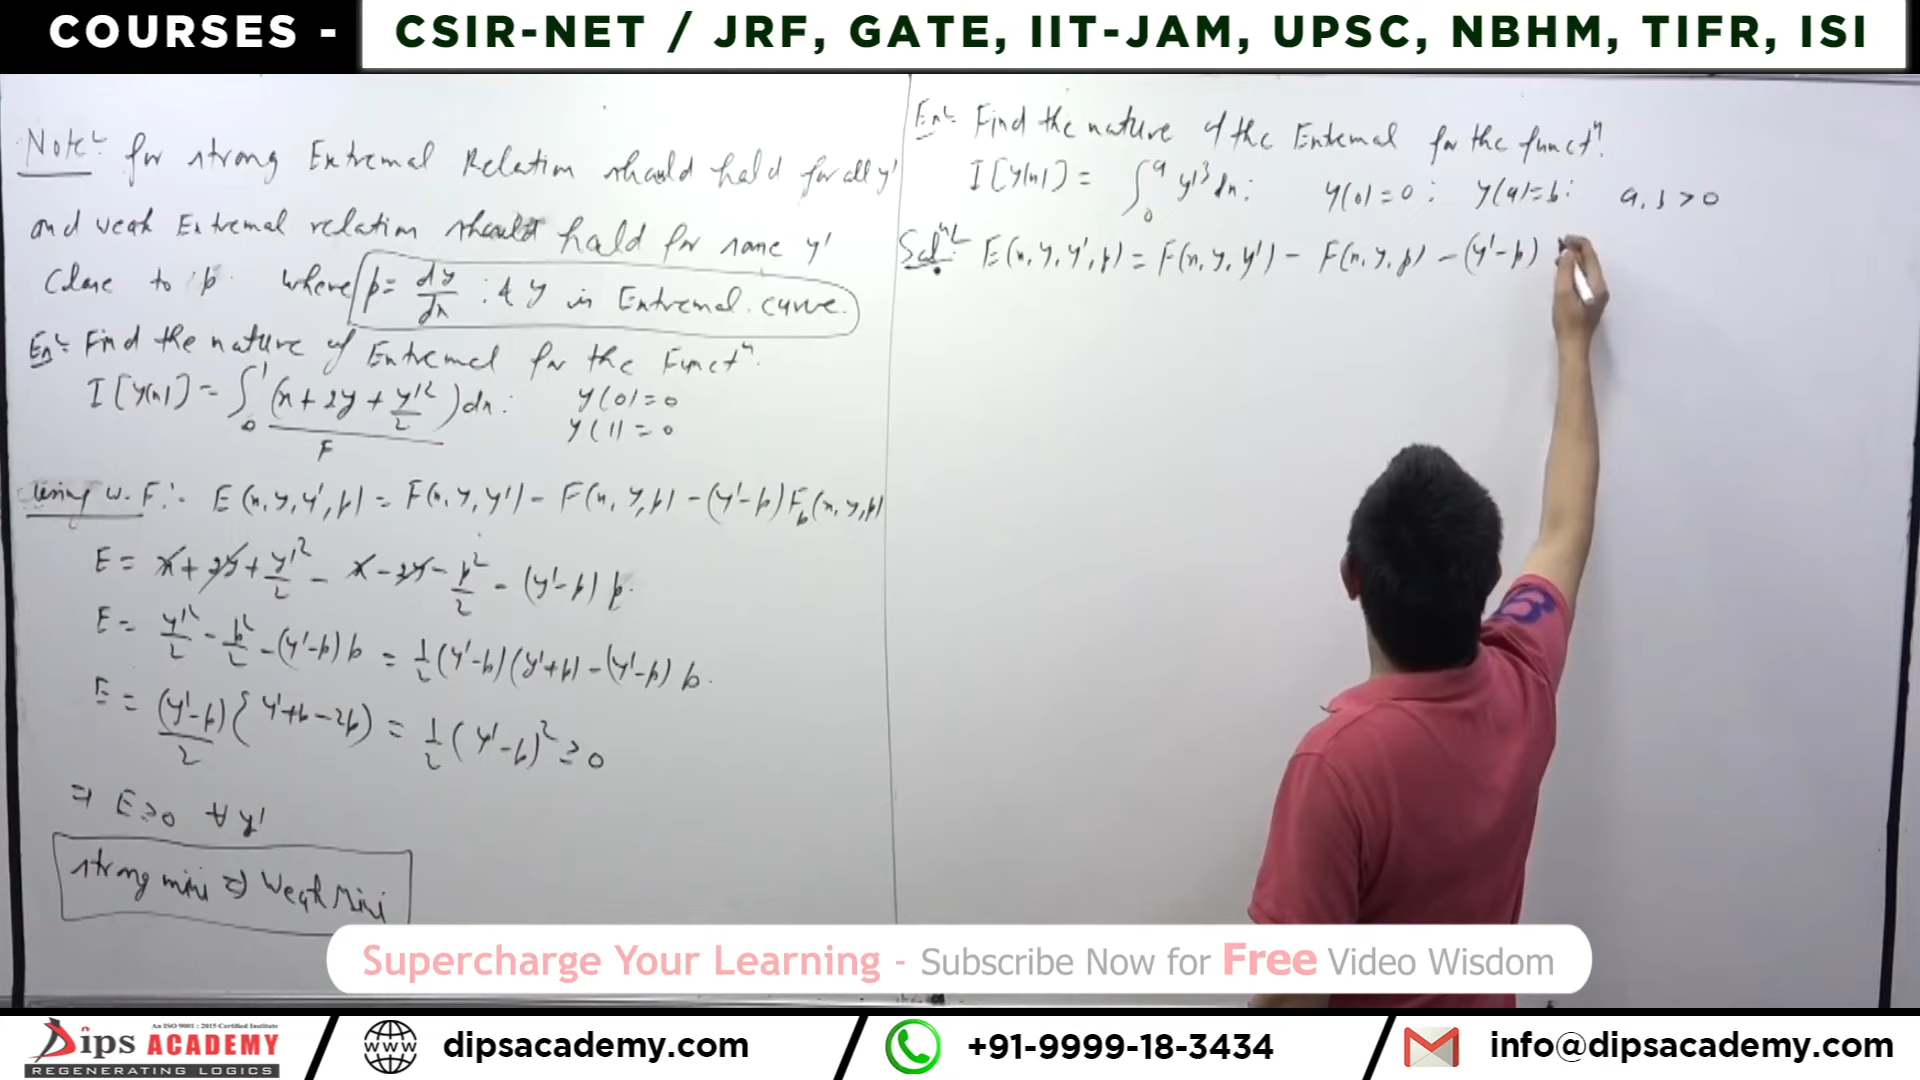 COURSES - CSIR-NET / JRF, GATE, IIT-JAM, UPSC, NBHM, TIFR, ISI
Note: for strong Extremal Relation should hold for all y'
and weak Extremal relation should hold for some y'
Close to p where p = dy/dx ; & y is Extremal curve.
Ex: Find the nature of Extremal for the Functⁿ.
I[y(x)] = ∫₀¹ (x + 2y + y'²/2) dx : y(0) = 0
F y(1) = 0
Using W. F.: E(x, y, y', p) = F(x, y, y') - F(x, y, p) - (y'-p) F_p(x, y, p)
E = x + 2y + y'²/2 - x - 2y - p²/2 - (y'-p) p.
E = y'²/2 - p²/2 - (y'-p) p = 1/2 (y'-p)(y'+p) - (y'-p) p.
E = (y'-p)/2 { y'+p-2p } = 1/2 (y'-p)² ≥ 0
⇒ E ≥ 0 ∀ y'
strong mini ⇒ Weak Mini
Ex: Find the nature of the Extremal for the functⁿ.
I[y(x)] = ∫₀ᵃ y'³ dx : y(0) = 0 ; y(a) = b : a, b > 0
Solⁿ: E(x, y, y', p) = F(x, y, y') - F(x, y, p) - (y'-p)
Supercharge Your Learning - Subscribe Now for Free Video Wisdom
An ISO 9001 : 2015 Certified Institute
Dips ACADEMY
REGENERATING LOGICS
www
dipsacademy.com
+91-9999-18-3434
info@dipsacademy.com